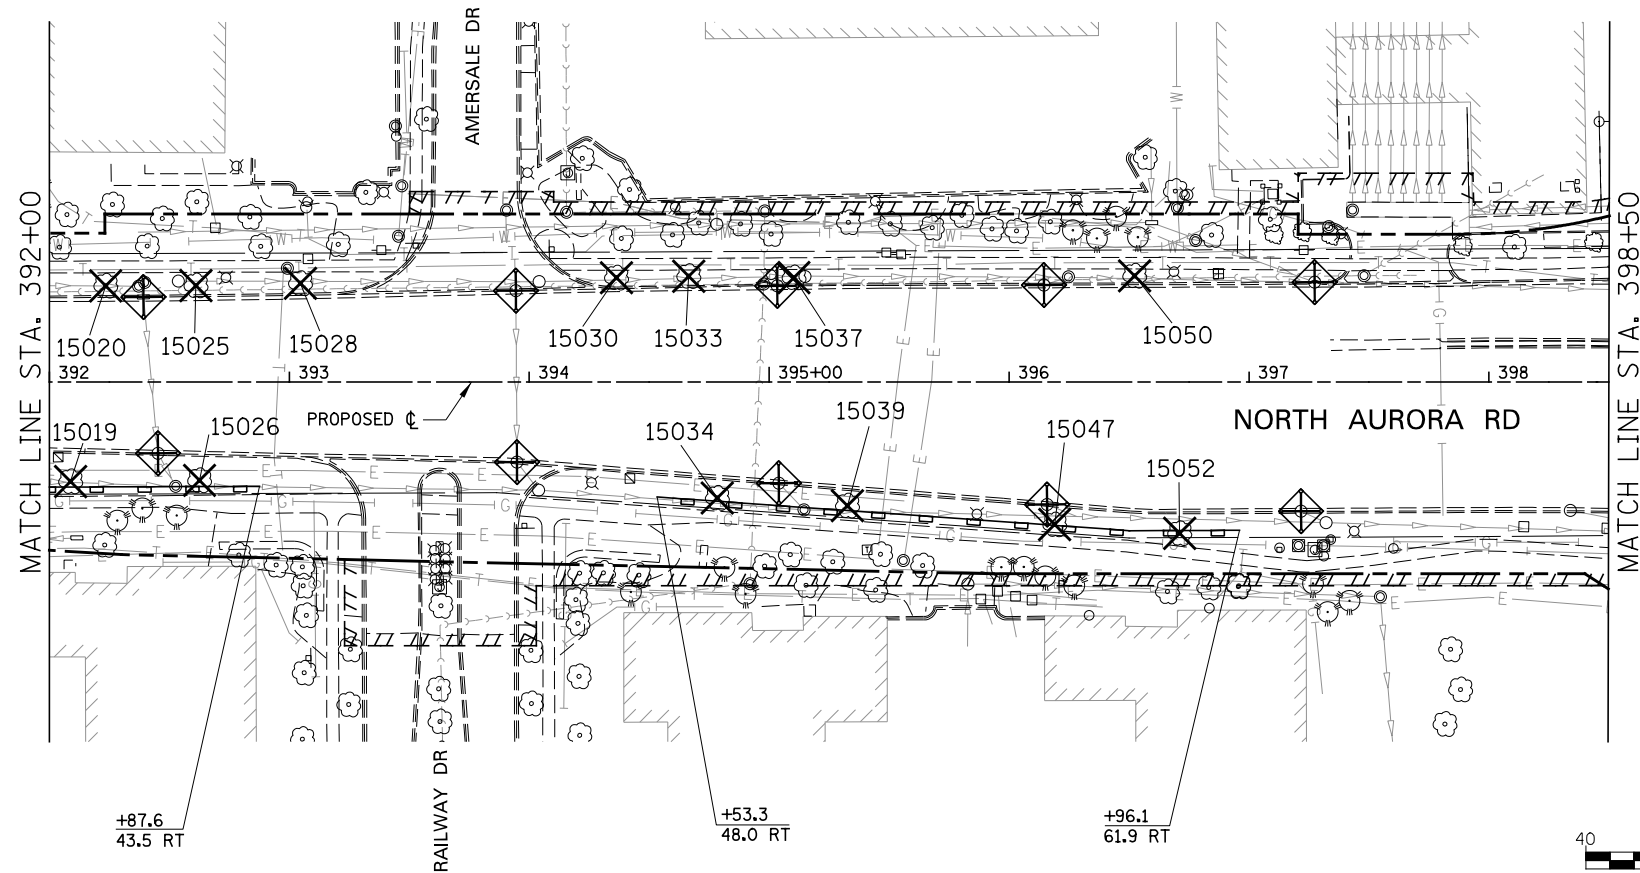 AMERSALE DR
MATCH LINE STA. 392+00
MATCH LINE STA. 398+50
15020
15025
15028
15030
15033
15037
15050
392
393
394
395+00
396
397
398
PROPOSED ℄
NORTH AURORA RD
15019
15026
15034
15039
15047
15052
RAILWAY DR
+87.6
43.5 RT
+53.3
48.0 RT
+96.1
61.9 RT
40